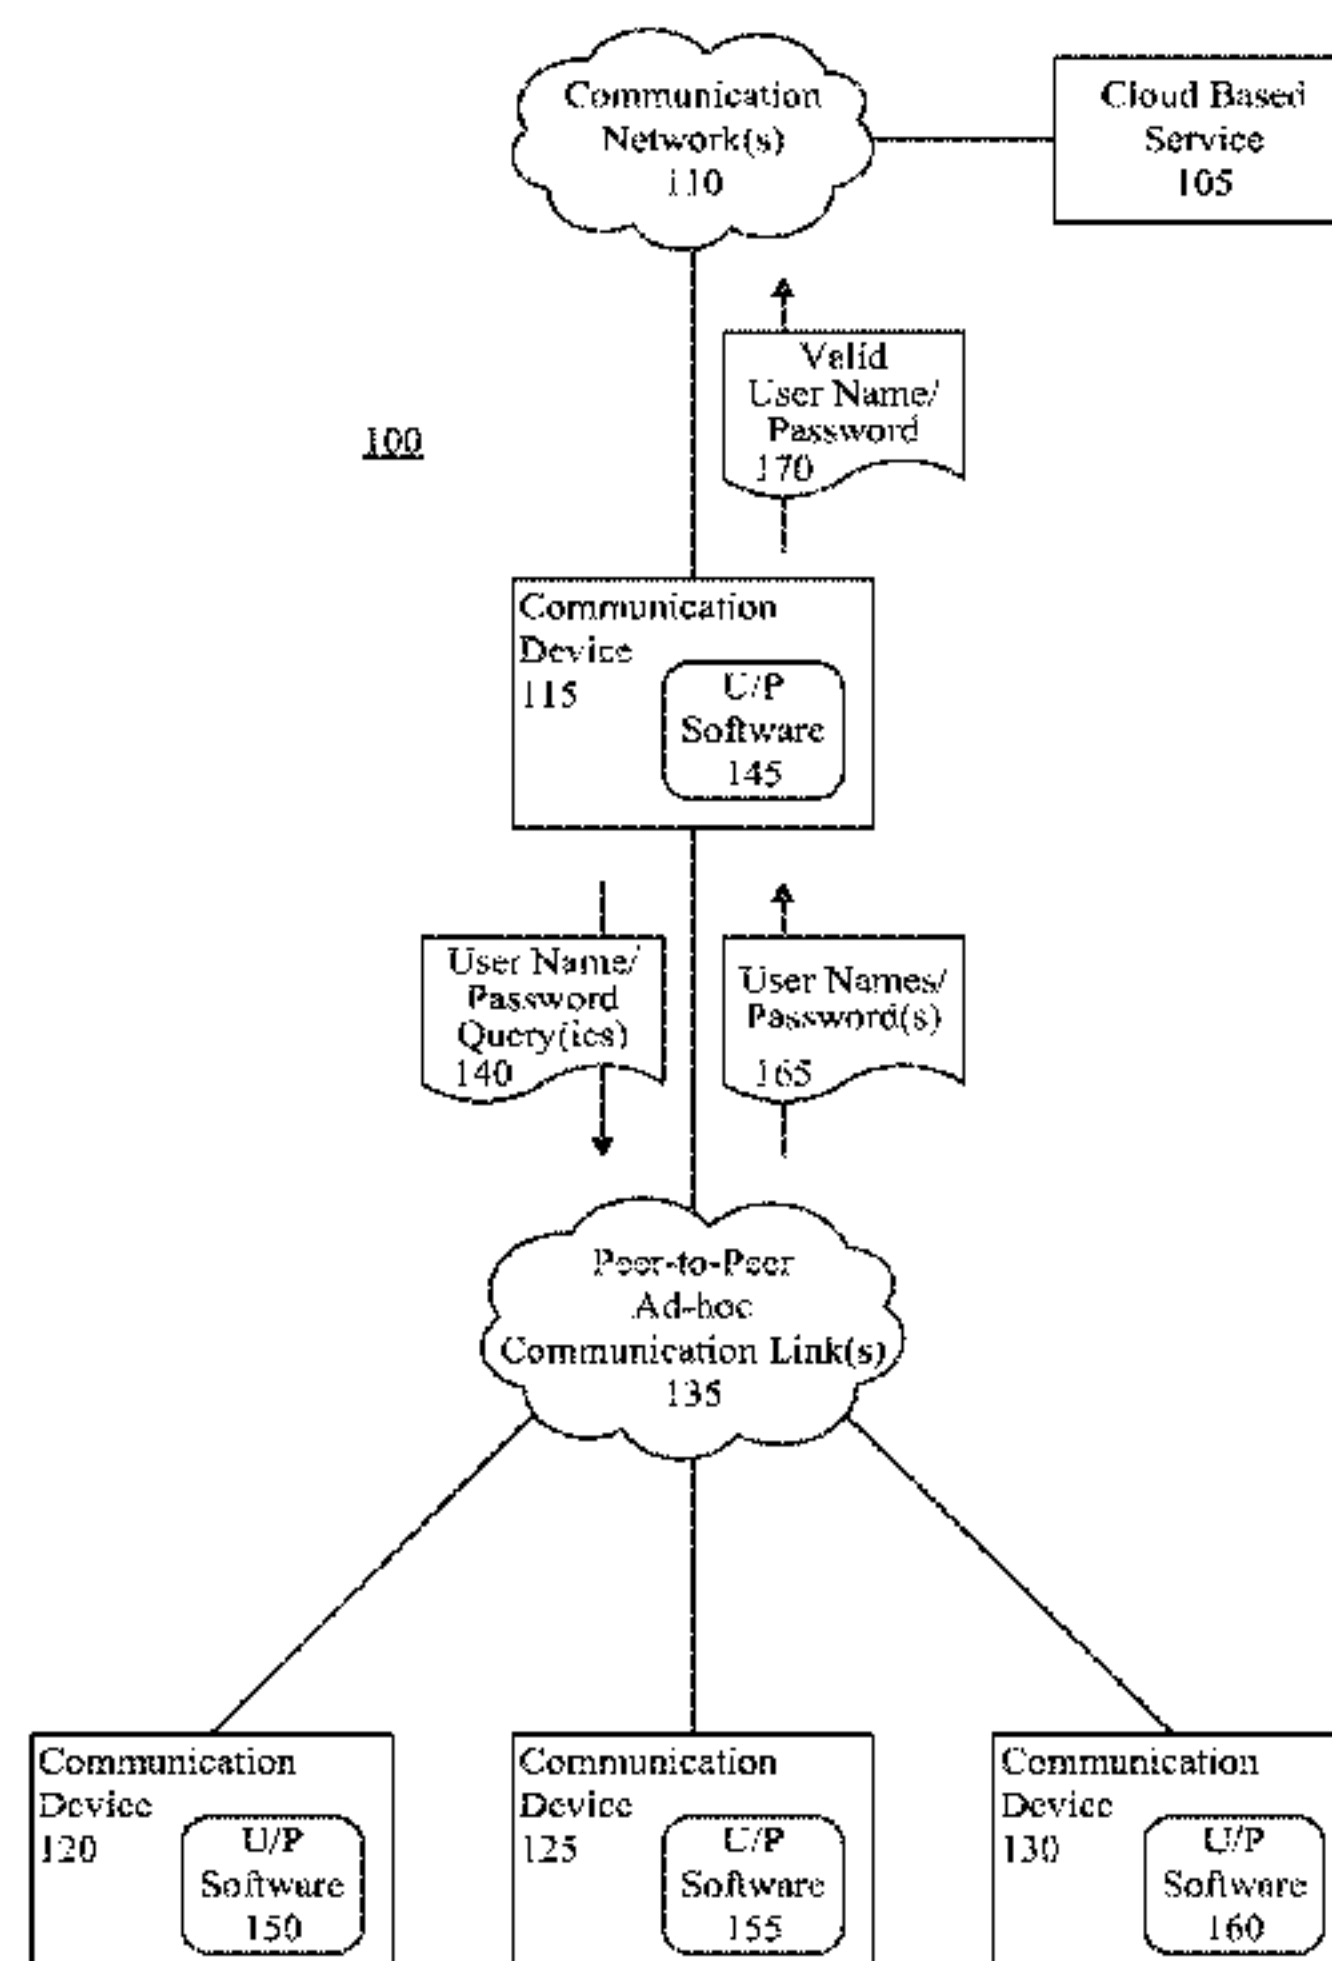 Communication
Network(s)
110
Cloud Based
Service
105
Valid
User Name/
Password
170
100
Communication
Device
115
U/P
Software
145
User Name/
Password
Query(ies)
140
User Names/
Password(s)
165
Peer-to-Peer
Ad-hoc
Communication Link(s)
135
Communication
Device
120
U/P
Software
150
Communication
Device
125
U/P
Software
155
Communication
Device
130
U/P
Software
160